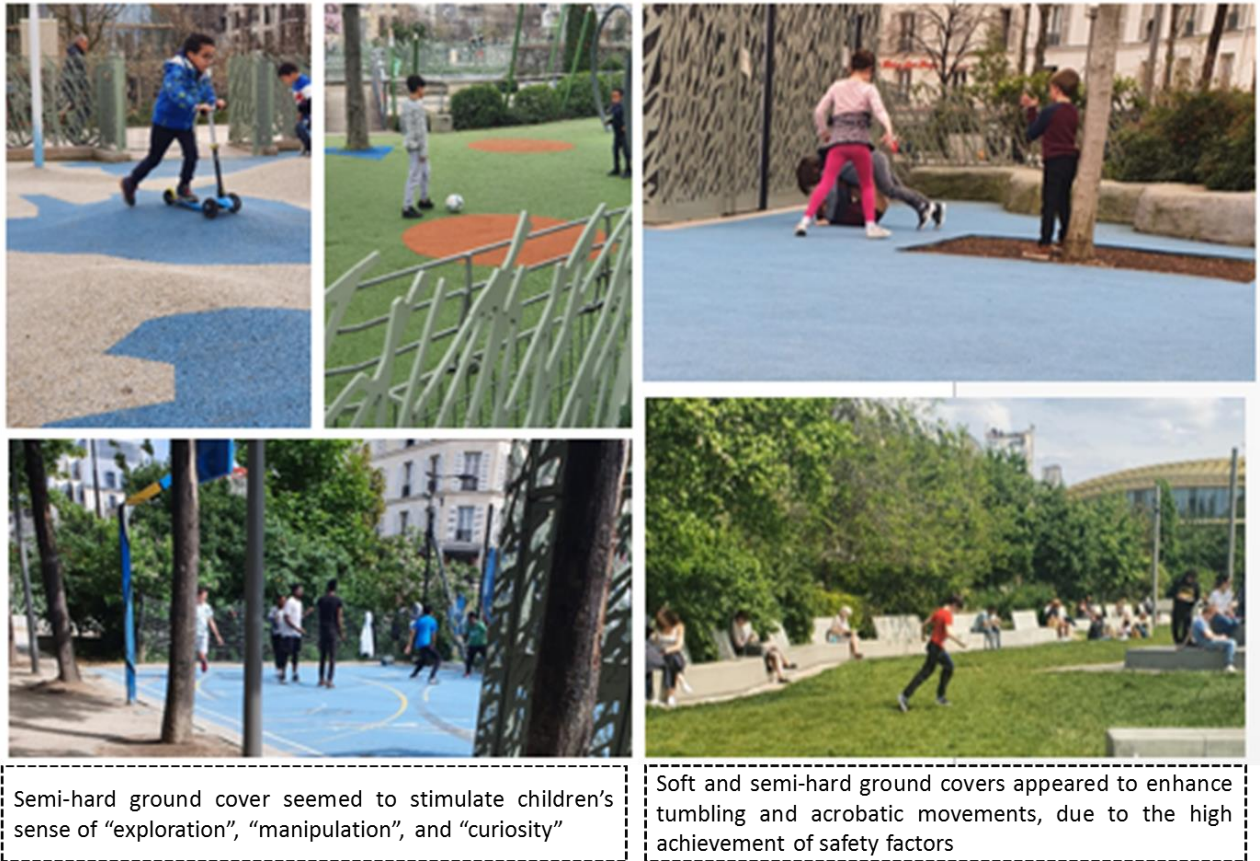 Semi-hard ground cover seemed to stimulate children’s
sense of “exploration”, “manipulation”, and “curiosity”
Soft and semi-hard ground covers appeared to enhance
tumbling and acrobatic movements, due to the high
achievement of safety factors